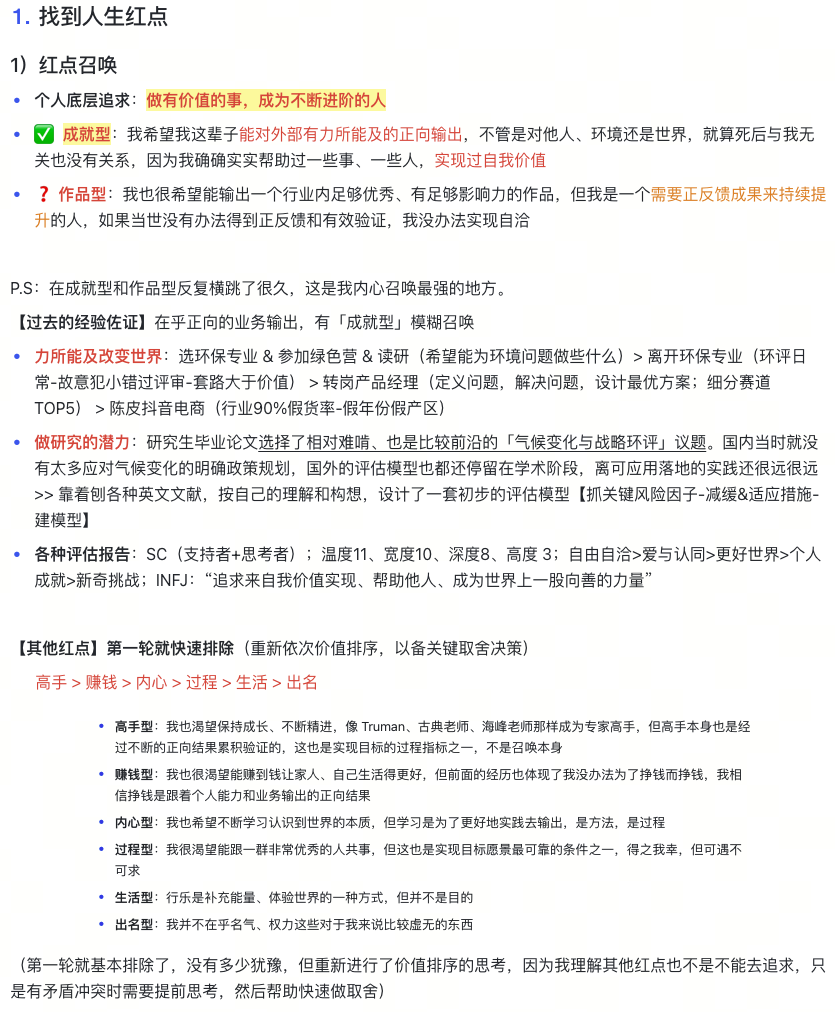 1. 找到人生红点
1）红点召唤
• 个人底层追求：做有价值的事，成为不断进阶的人
• ✅ 成就型：我希望我这辈子能对外部有力所能及的正向输出，不管是对他人、环境还是世界，就算死后与我无
关也没有关系，因为我确确实实帮助过一些事、一些人，实现过自我价值
• ❓ 作品型：我也很希望能输出一个行业内足够优秀、有足够影响力的作品，但我是一个需要正反馈成果来持续提
升的人，如果当世没有办法得到正反馈和有效验证，我没办法实现自洽
P.S：在成就型和作品型反复横跳了很久，这是我内心召唤最强的地方。
【过去的经验佐证】在乎正向的业务输出，有「成就型」模糊召唤
• 力所能及改变世界：选环保专业 & 参加绿色营 & 读研（希望能为环境问题做些什么）> 离开环保专业（环评日
常-故意犯小错过评审-套路大于价值） > 转岗产品经理（定义问题，解决问题，设计最优方案；细分赛道
TOP5） > 陈皮抖音电商（行业90%假货率-假年份假产区）
• 做研究的潜力：研究生毕业论文选择了相对难啃、也是比较前沿的「气候变化与战略环评」议题。国内当时就没
有太多应对气候变化的明确政策规划，国外的评估模型也都还停留在学术阶段，离可应用落地的实践还很远很远
>> 靠着刨各种英文文献，按自己的理解和构想，设计了一套初步的评估模型【抓关键风险因子-减缓&适应措施-
建模型】
• 各种评估报告：SC（支持者+思考者）；温度11、宽度10、深度8、高度 3；自由自洽>爱与认同>更好世界>个人
成就>新奇挑战；INFJ：“追求来自我价值实现、帮助他人、成为世界上一股向善的力量”
【其他红点】第一轮就快速排除（重新依次价值排序，以备关键取舍决策）
高手 > 赚钱 > 内心 > 过程 > 生活 > 出名
• 高手型：我也渴望保持成长、不断精进，像 Truman、古典老师、海峰老师那样成为专家高手，但高手本身也是经
过不断的正向结果累积验证的，这也是实现目标的过程指标之一，不是召唤本身
• 赚钱型：我也很渴望能赚到钱让家人、自己生活得更好，但前面的经历也体现了我没办法为了挣钱而挣钱，我相
信挣钱是跟着个人能力和业务输出的正向结果
• 内心型：我也希望不断学习认识到世界的本质，但学习是为了更好地实践去输出，是方法，是过程
• 过程型：我很渴望能跟一群非常优秀的人共事，但这也是实现目标愿景最可靠的条件之一，得之我幸，但可遇不
可求
• 生活型：行乐是补充能量、体验世界的一种方式，但并不是目的
• 出名型：我并不在乎名气、权力这些对于我来说比较虚无的东西
（第一轮就基本排除了，没有多少犹豫，但重新进行了价值排序的思考，因为我理解其他红点也不是不能去追求，只
是有矛盾冲突时需要提前思考，然后帮助快速做取舍）